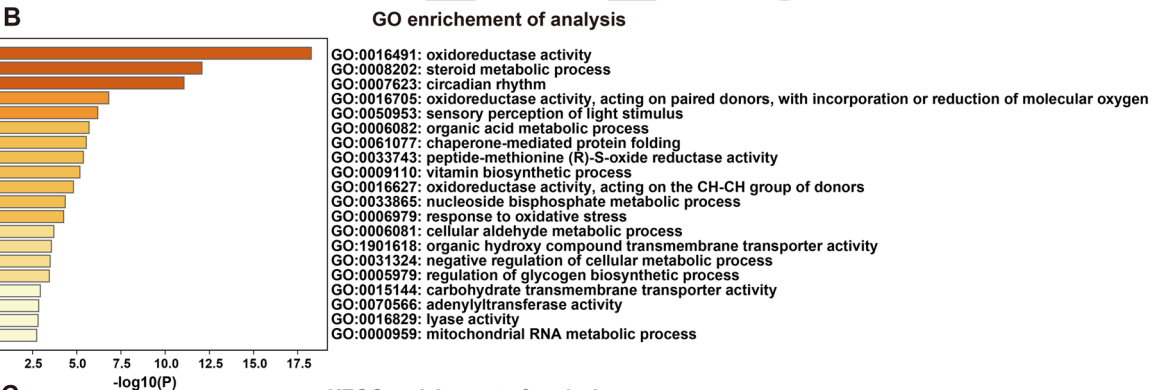 B
GO enrichement of analysis
GO:0016491: oxidoreductase activity
GO:0008202: steroid metabolic process
GO:0007623: circadian rhythm
GO:0016705: oxidoreductase activity, acting on paired donors, with incorporation or reduction of molecular oxygen
GO:0050953: sensory perception of light stimulus
GO:0006082: organic acid metabolic process
GO:0061077: chaperone-mediated protein folding
GO:0033743: peptide-methionine (R)-S-oxide reductase activity
GO:0009110: vitamin biosynthetic process
GO:0016627: oxidoreductase activity, acting on the CH-CH group of donors
GO:0033865: nucleoside bisphosphate metabolic process
GO:0006979: response to oxidative stress
GO:0006081: cellular aldehyde metabolic process
GO:1901618: organic hydroxy compound transmembrane transporter activity
GO:0031324: negative regulation of cellular metabolic process
GO:0005979: regulation of glycogen biosynthetic process
GO:0015144: carbohydrate transmembrane transporter activity
GO:0070566: adenylyltransferase activity
GO:0016829: lyase activity
GO:0000959: mitochondrial RNA metabolic process
2.5 5.0 7.5 10.0 12.5 15.0 17.5
-log10(P)